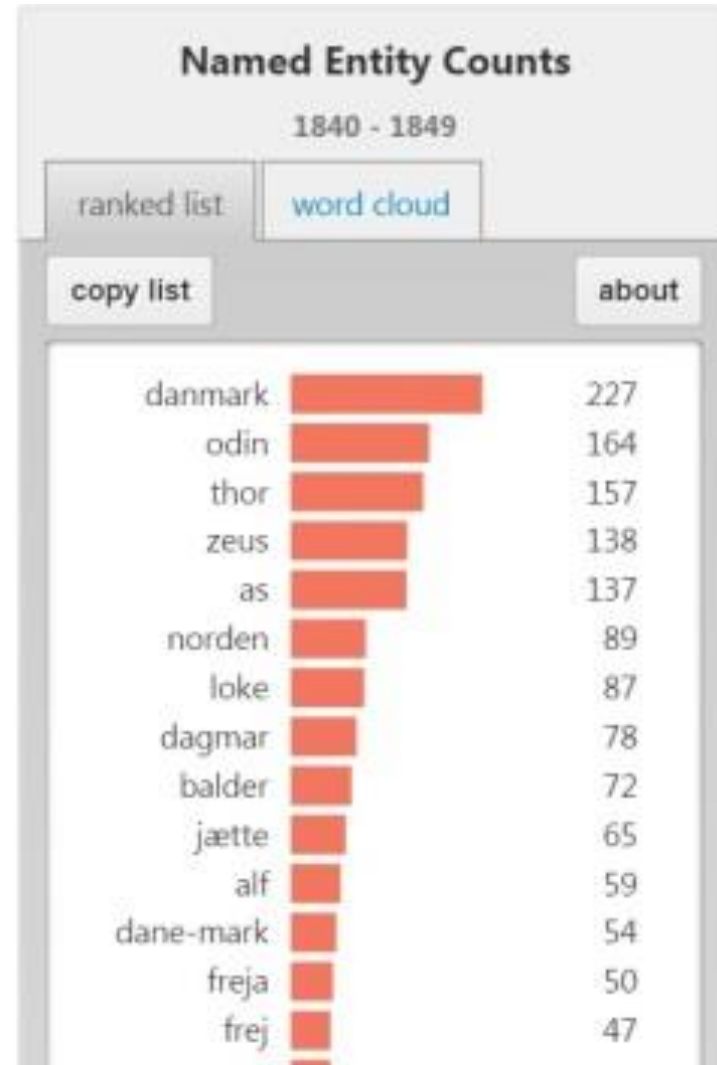 Named Entity Counts
1840 - 1849
ranked list word cloud
copy list about
danmark 227
odin 164
thor 157
zeus 138
as 137
norden 89
loke 87
dagmar 78
balder 72
jætte 65
alf 59
dane-mark 54
freja 50
frej 47